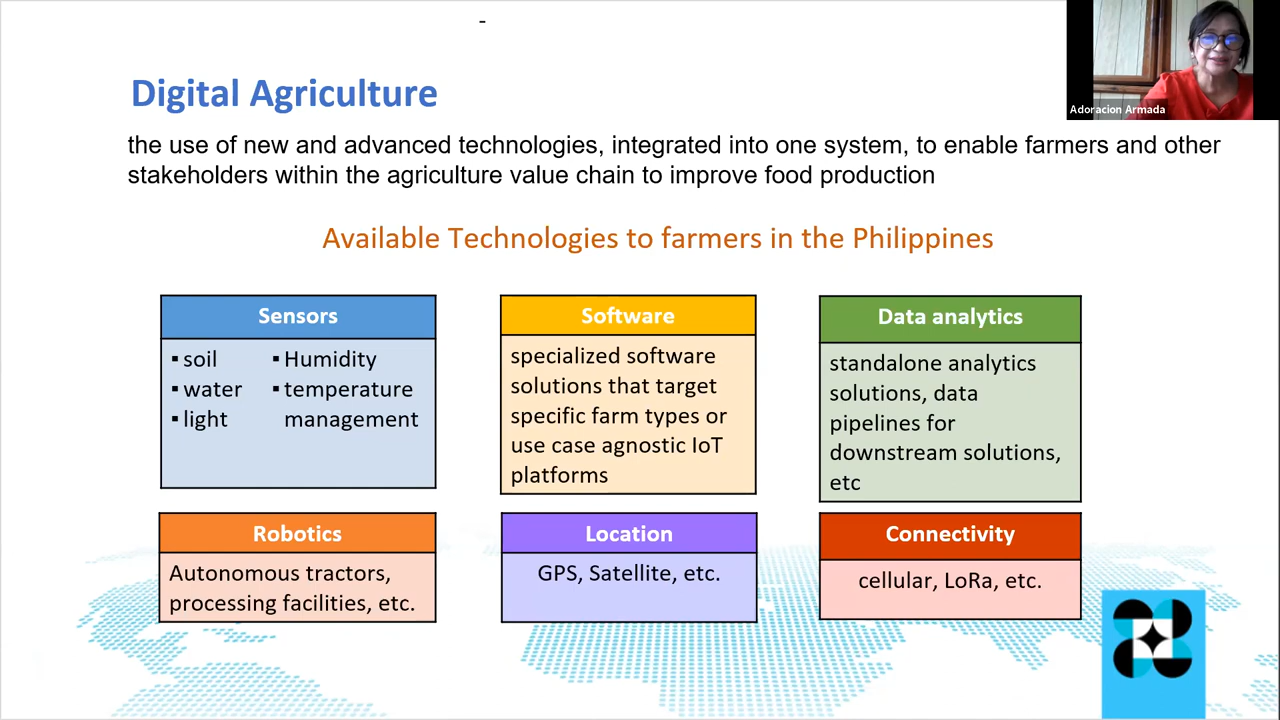 -
Adoracion Armada
Digital Agriculture
the use of new and advanced technologies, integrated into one system, to enable farmers and other
stakeholders within the agriculture value chain to improve food production
Available Technologies to farmers in the Philippines
Sensors
▪ soil
▪ water
▪ light
▪ Humidity
▪ temperature
management
Software
specialized software
solutions that target
specific farm types or
use case agnostic IoT
platforms
Data analytics
standalone analytics
solutions, data
pipelines for
downstream solutions,
etc
Robotics
Autonomous tractors,
processing facilities, etc.
Location
GPS, Satellite, etc.
Connectivity
cellular, LoRa, etc.